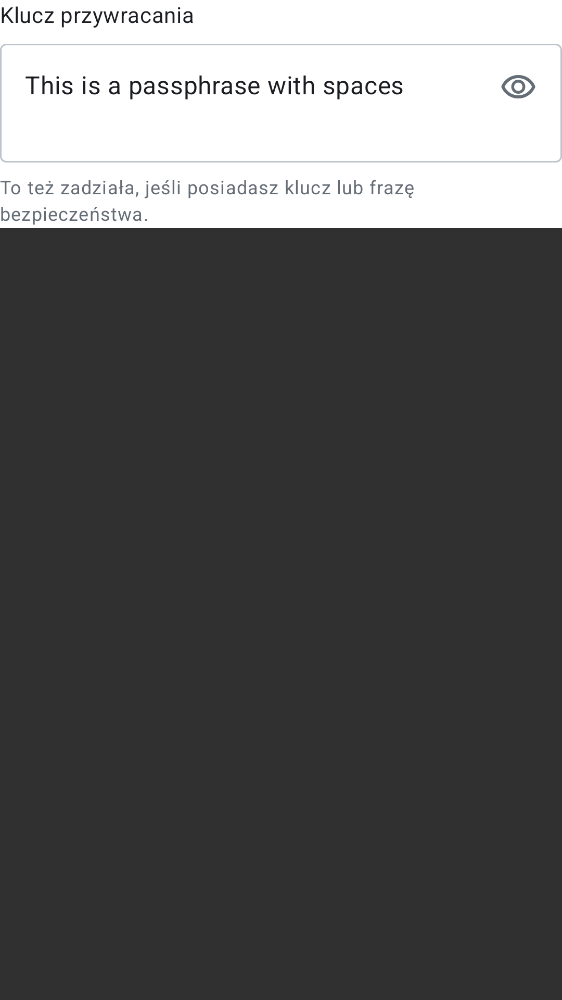 Klucz przywracania
This is a passphrase with spaces
To też zadziała, jeśli posiadasz klucz lub frazę
bezpieczeństwa.